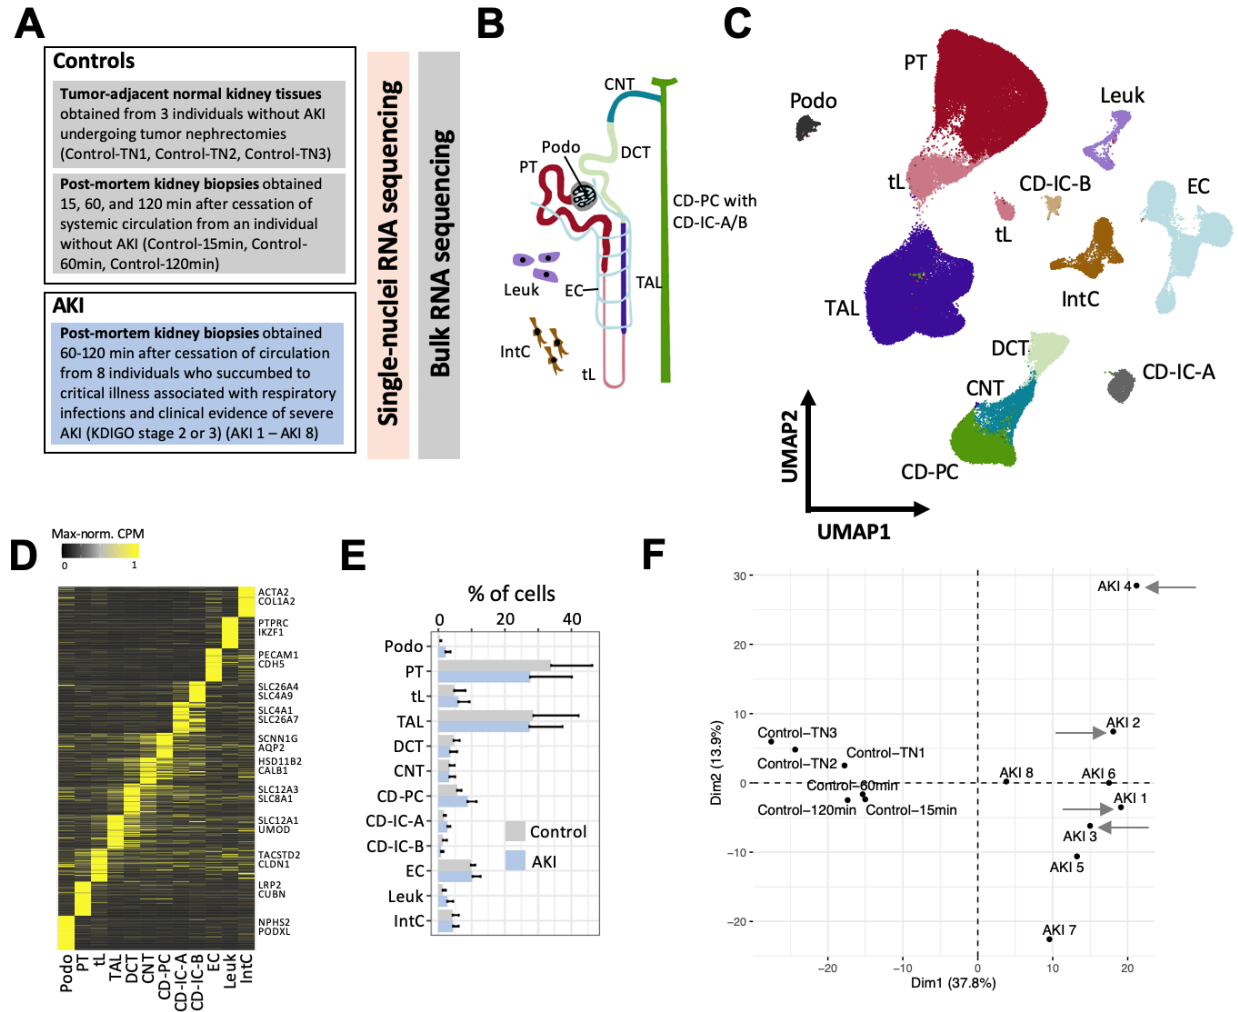 A
Controls
Tumor-adjacent normal kidney tissues
obtained from 3 individuals without AKI
undergoing tumor nephrectomies
(Control-TN1, Control-TN2, Control-TN3)
Post-mortem kidney biopsies obtained
15, 60, and 120 min after cessation of
systemic circulation from an individual
without AKI (Control-15min, Control-
60min, Control-120min)
AKI
Post-mortem kidney biopsies obtained
60-120 min after cessation of circulation
from 8 individuals who succumbed to
critical illness associated with respiratory
infections and clinical evidence of severe
AKI (KDIGO stage 2 or 3) (AKI 1 – AKI 8)
Single-nuclei RNA sequencing
Bulk RNA sequencing
B
CNT
Podo
DCT
PT
CD-PC with
CD-IC-A/B
Leuk
EC
TAL
IntC
tL
C
PT
Podo
Leuk
tL
CD-IC-B
EC
tL
IntC
TAL
DCT
CD-IC-A
CNT
CD-PC
UMAP2
UMAP1
D
Max-norm. CPM
0 1
ACTA2
COL1A2
PTPRC
IKZF1
PECAM1
CDH5
SLC26A4
SLC4A9
SLC4A1
SLC26A7
SCNN1G
AQP2
HSD11B2
CALB1
SLC12A3
SLC8A1
SLC12A1
UMOD
TACSTD2
CLDN1
LRP2
CUBN
NPHS2
PODXL
Podo
PT
tL
TAL
DCT
CNT
CD-PC
CD-IC-A
CD-IC-B
EC
Leuk
IntC
E
% of cells
0 20 40
Podo
PT
tL
TAL
DCT
CNT
CD-PC
CD-IC-A
CD-IC-B
EC
Leuk
IntC
Control
AKI
F
Dim2 (13.9%)
30
20
10
0
−10
−20
AKI 4
AKI 2
Control−TN3
Control−TN1
Control−TN2
AKI 8
AKI 6
Control−60min
AKI 1
Control−120min
Control−15min
AKI 3
AKI 5
AKI 7
−20 −10 0 10 20
Dim1 (37.8%)